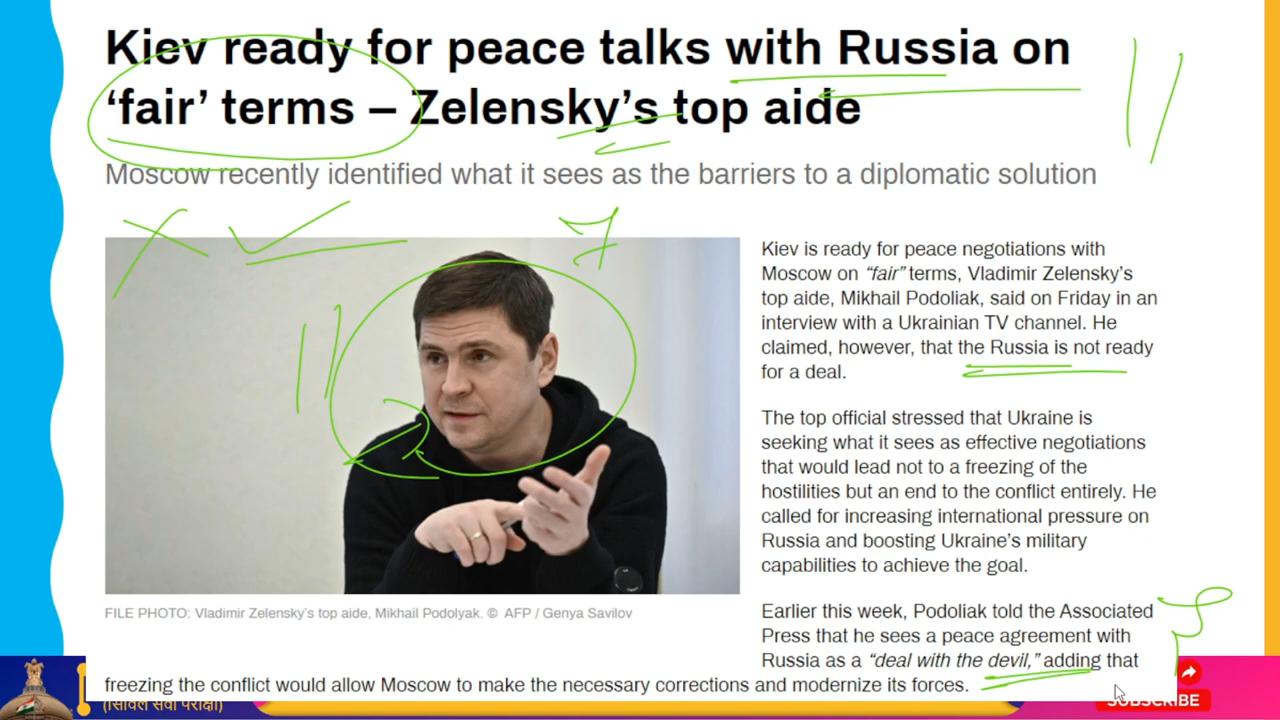 Kiev ready for peace talks with Russia on
‘fair’ terms – Zelensky’s top aide
Moscow recently identified what it sees as the barriers to a diplomatic solution
Kiev is ready for peace negotiations with
Moscow on “fair” terms, Vladimir Zelensky’s
top aide, Mikhail Podoliak, said on Friday in an
interview with a Ukrainian TV channel. He
claimed, however, that the Russia is not ready
for a deal.
The top official stressed that Ukraine is
seeking what it sees as effective negotiations
that would lead not to a freezing of the
hostilities but an end to the conflict entirely. He
called for increasing international pressure on
Russia and boosting Ukraine’s military
capabilities to achieve the goal.
FILE PHOTO: Vladimir Zelensky’s top aide, Mikhail Podolyak. © AFP / Genya Savilov
Earlier this week, Podoliak told the Associated
Press that he sees a peace agreement with
Russia as a “deal with the devil,” adding that
freezing the conflict would allow Moscow to make the necessary corrections and modernize its forces.
(सिविल सेवा परीक्षा)
SUBSCRIBE